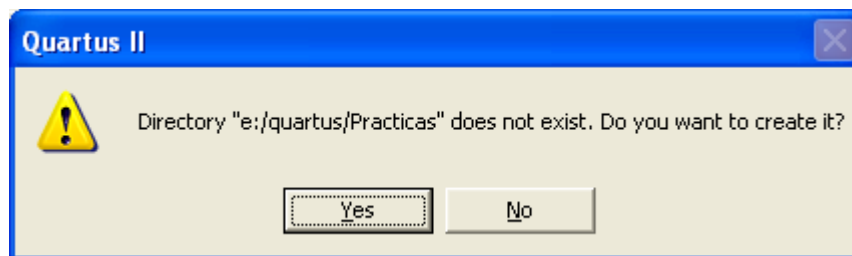 Quartus II
Directory "e:/quartus/Practicas" does not exist. Do you want to create it?
Yes No